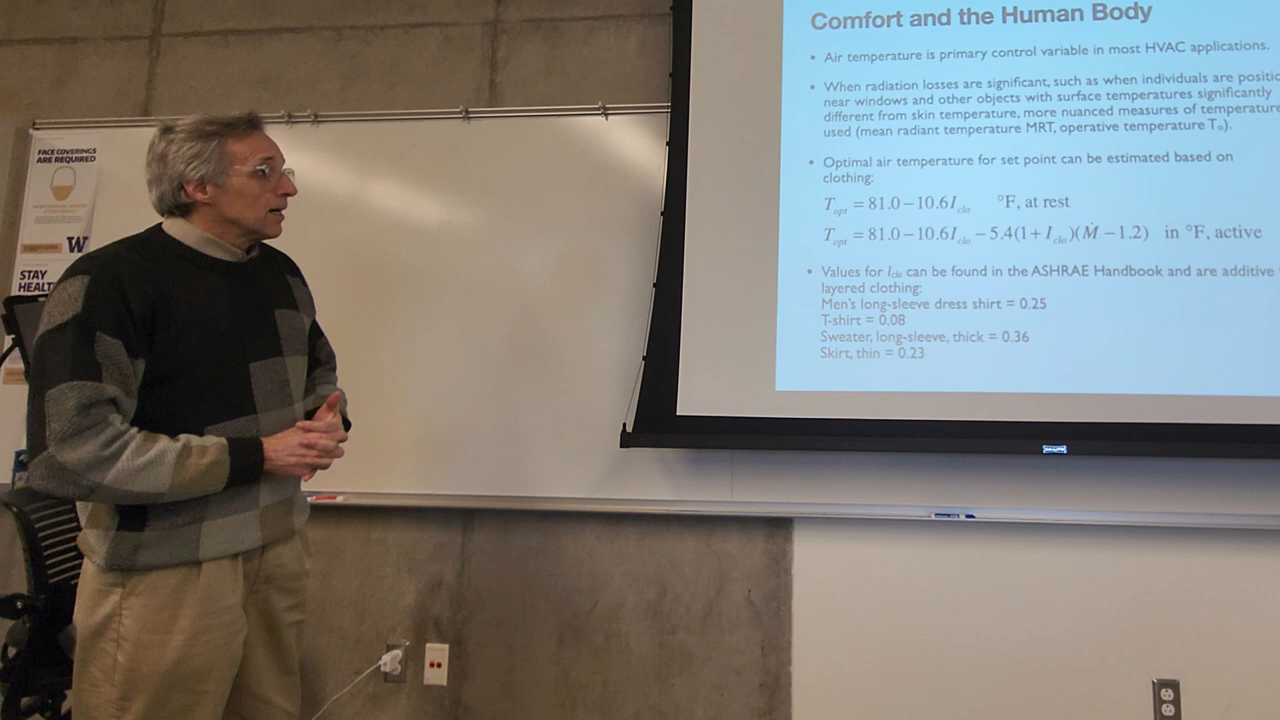 FACE COVERINGS
ARE REQUIRED
W
STAY
Comfort and the Human Body
• Air temperature is primary control variable in most HVAC applications.
• When radiation losses are significant, such as when individuals are
near windows and other objects with surface temperatures significantly
different from skin temperature, more nuanced measures of
used (mean radiant temperature MRT, operative temperature Tₒ).
• Optimal air temperature for set point can be estimated based on
clothing:
T_opt = 81.0 – 10.6I_clo °F, at rest
T_opt = 81.0 – 10.6I_clo – 5.4(1 + I_clo)(Ṁ – 1.2) in °F, active
• Values for I_clo can be found in the ASHRAE Handbook and are additive
layered clothing:
Men's long-sleeve dress shirt = 0.25
T-shirt = 0.08
Sweater, long-sleeve, thick = 0.36
Skirt, thin = 0.23